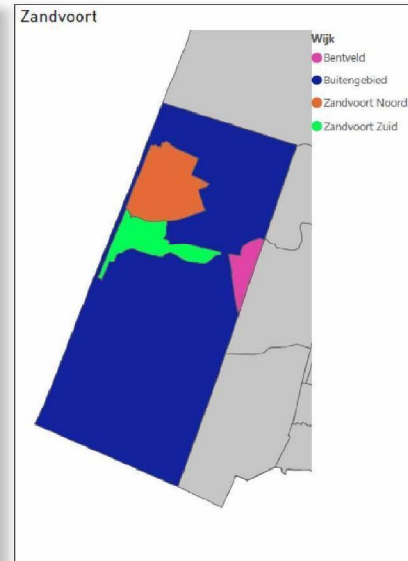 Zandvoort
Wijk
Bentveld
Buitengebied
Zandvoort Noord
Zandvoort Zuid